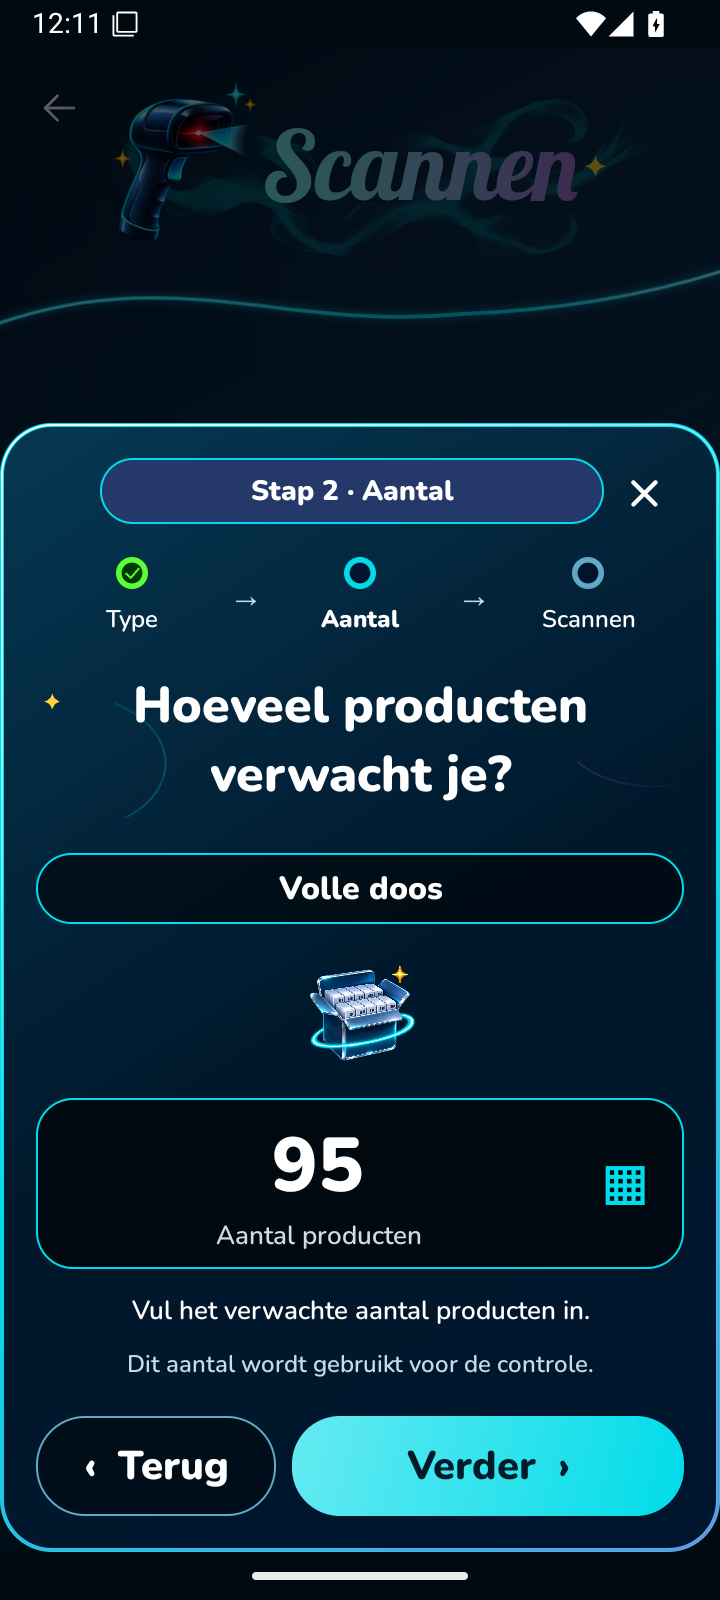 12:11
Scannen
Stap 2 · Aantal
Type → Aantal → Scannen
Hoeveel producten
verwacht je?
Volle doos
95
Aantal producten
Vul het verwachte aantal producten in.
Dit aantal wordt gebruikt voor de controle.
‹ Terug
Verder ›